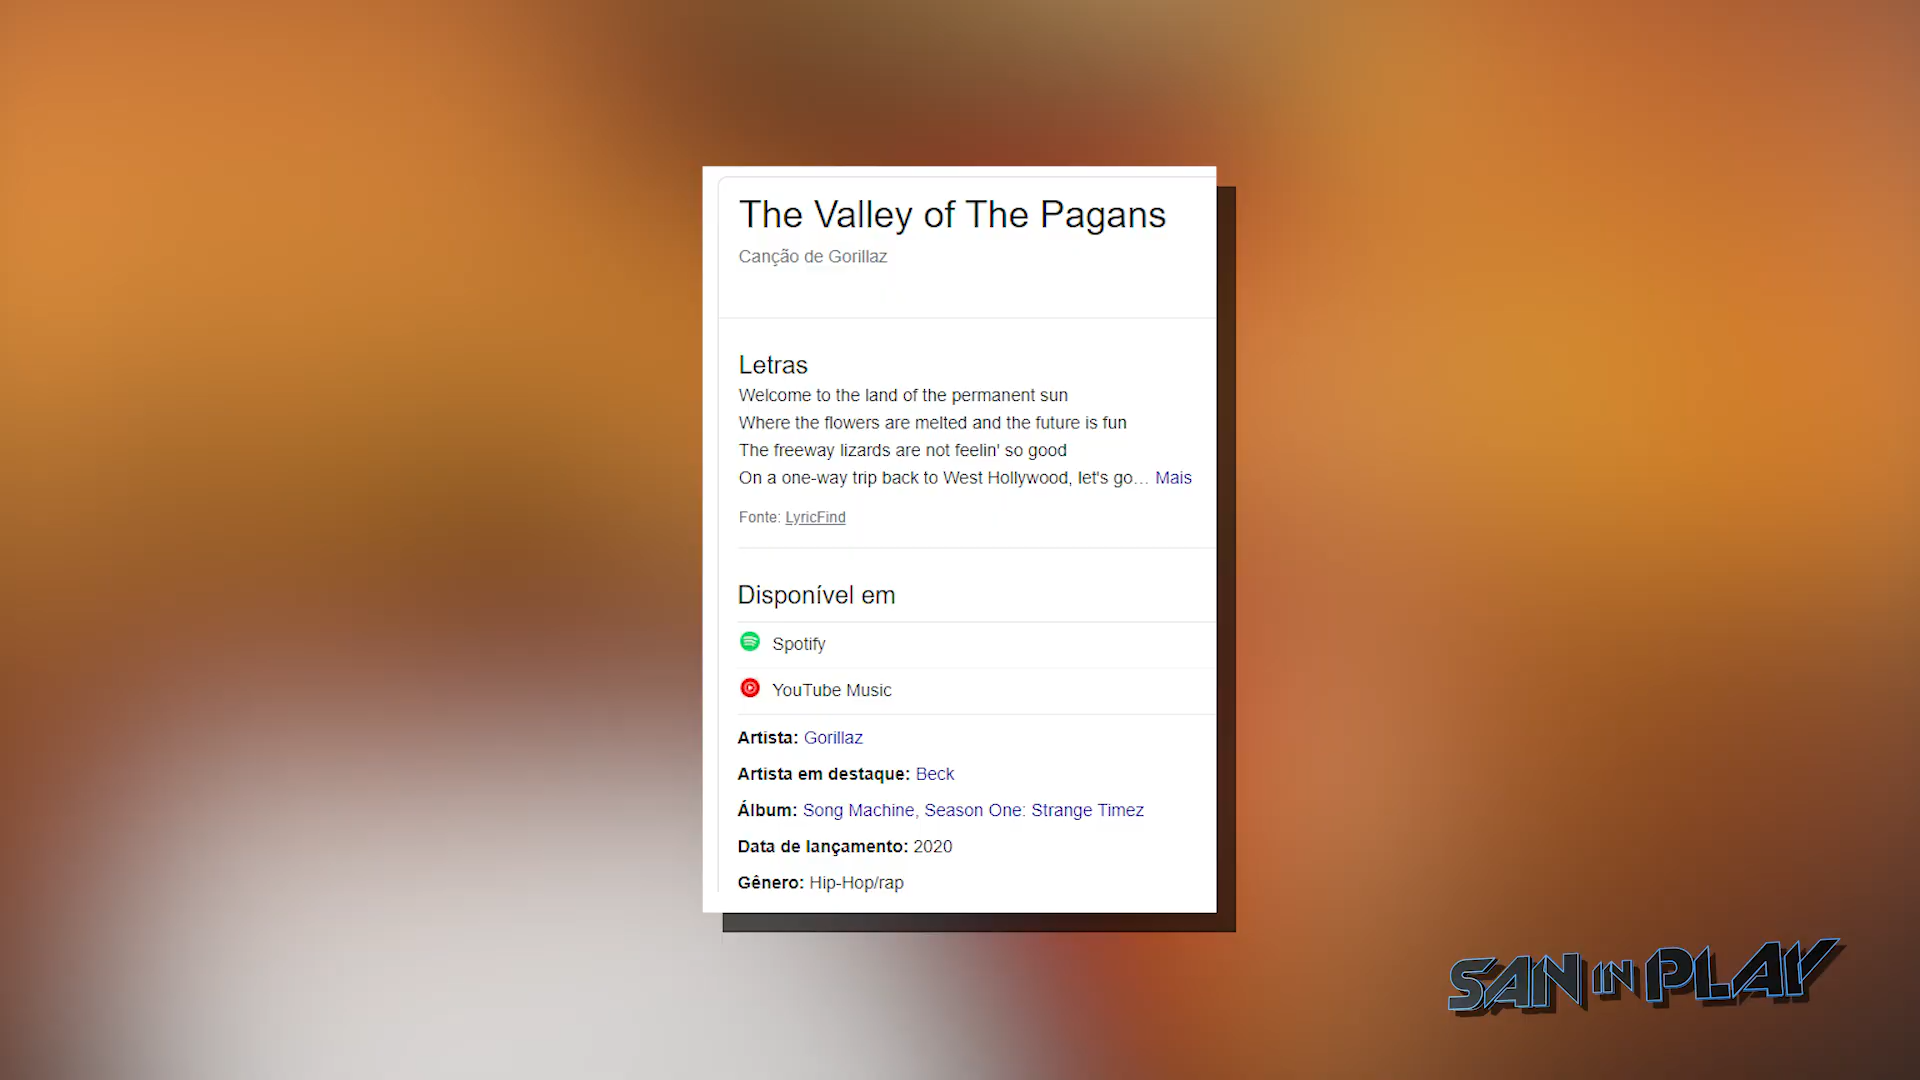 The Valley of The Pagans
Canção de Gorillaz
Letras
Welcome to the land of the permanent sun
Where the flowers are melted and the future is fun
The freeway lizards are not feelin' so good
On a one-way trip back to West Hollywood, let's go… Mais
Fonte: LyricFind
Disponível em
Spotify
YouTube Music
Artista: Gorillaz
Artista em destaque: Beck
Álbum: Song Machine, Season One: Strange Timez
Data de lançamento: 2020
Gênero: Hip-Hop/rap
SAN IN PLAY